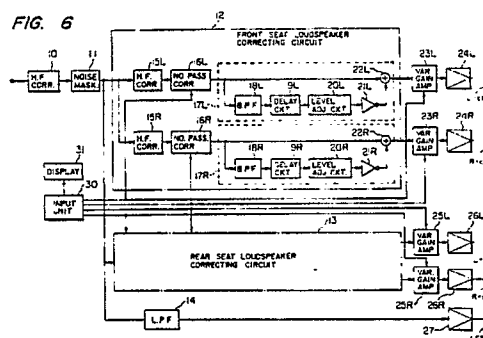 FIG. 6
12
FRONT SEAT LOUDSPEAKER
CORRECTING CIRCUIT
10
11
15L
16L
22L
23L
24L
H.F.
CORR.
NOISE
MASK.
H.F.
CORR
NO. PASS
CORR.
VAR
GAIN
AMP
18L
9L
20L
21L
17L
B.P.F
DELAY
CKT.
LEVEL
ADJ CKT.
15R
16R
22R
23R
24R
H.F.
CORR.
NO. PASS.
CORR
VAR
GAIN
AMP
18R
9R
20R
21R
17R
B.P.F
DELAY
CKT.
LEVEL
ADJ CKT.
31
DISPLAY
30
INPUT
UNIT
13
25L
26L
REAR SEAT LOUDSPEAKER
CORRECTING CIRCUIT
VAR
GAIN
AMP
VAR.
GAIN
AMP
25R
26R
14
L.P.F
27